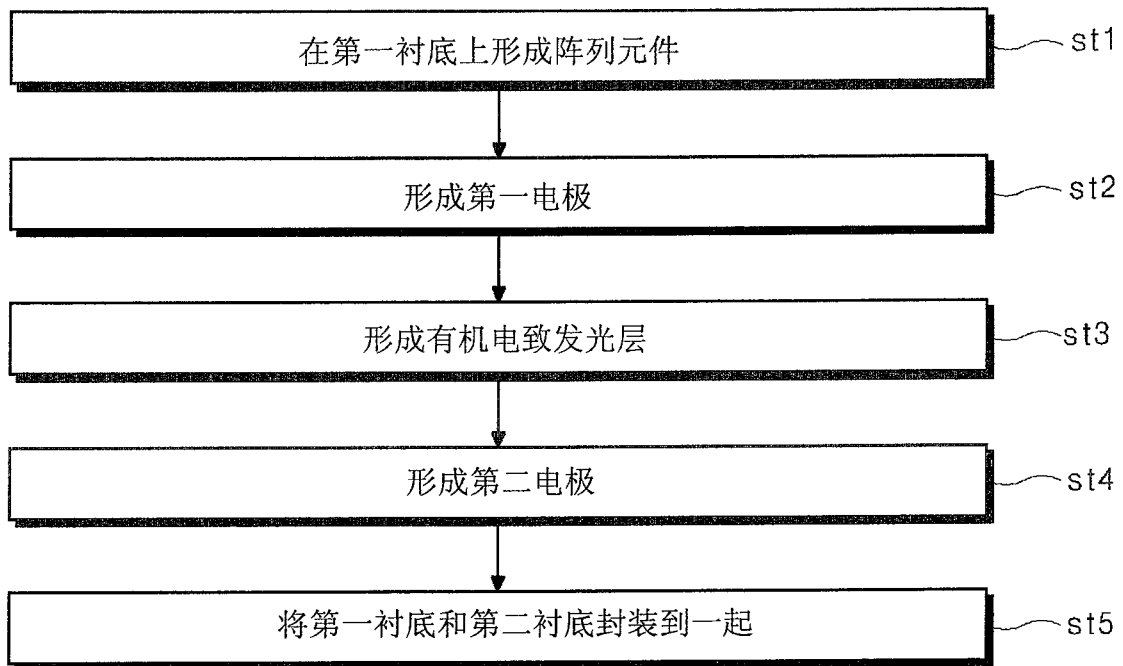 在第一衬底上形成阵列元件 st1
形成第一电极 st2
形成有机电致发光层 st3
形成第二电极 st4
将第一衬底和第二衬底封装到一起 st5